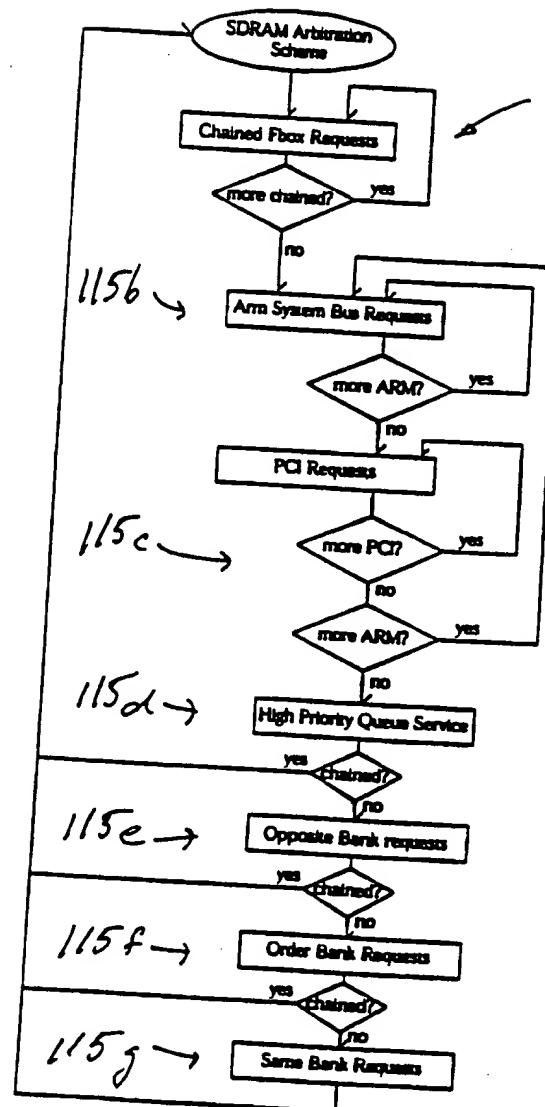 SDRAM Arbitration
Scheme
Chained Fbox Requests
more chained?
yes
no
115b
Arm System Bus Requests
more ARM?
yes
no
PCI Requests
115c
more PCI?
yes
no
more ARM?
yes
no
115d
High Priority Queue Service
yes
chained?
no
115e
Opposite Bank requests
yes
chained?
no
115f
Order Bank Requests
yes
chained?
no
115g
Same Bank Requests